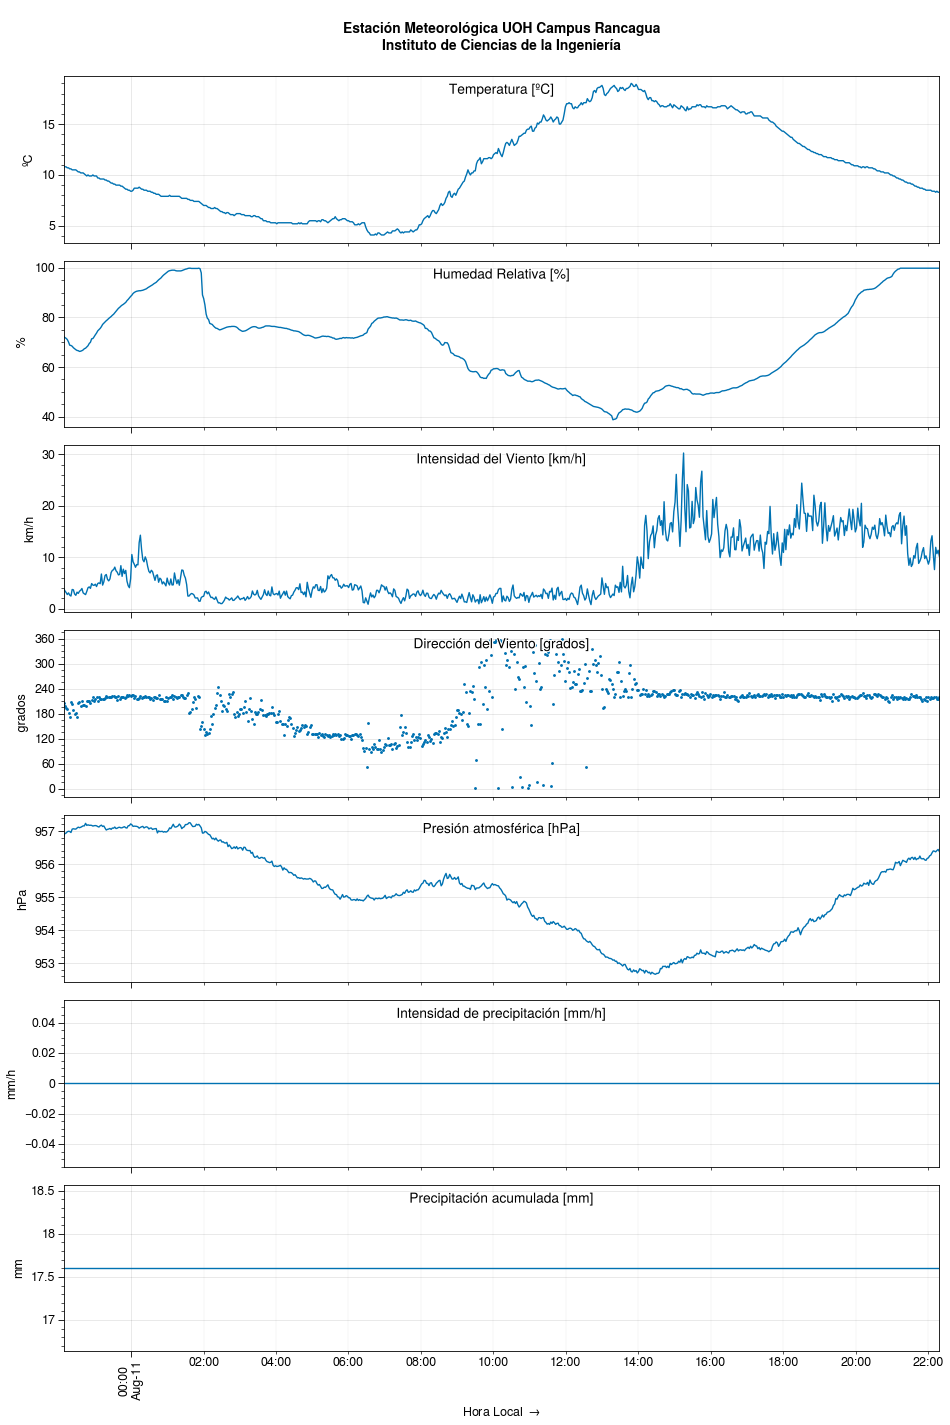 Estación Meteorológica UOH Campus Rancagua
Instituto de Ciencias de la Ingeniería
Temperatura [ºC]
ºC
15
10
5
Humedad Relativa [%]
%
100
80
60
40
Intensidad del Viento [km/h]
km/h
30
20
10
0
Dirección del Viento [grados]
grados
360
300
240
180
120
60
0
Presión atmosférica [hPa]
hPa
957
956
955
954
953
Intensidad de precipitación [mm/h]
mm/h
0.04
0.02
0
−0.02
−0.04
Precipitación acumulada [mm]
mm
18.5
18
17.5
17
00:00
Aug-11
02:00 04:00 06:00 08:00 10:00 12:00 14:00 16:00 18:00 20:00 22:00
Hora Local →